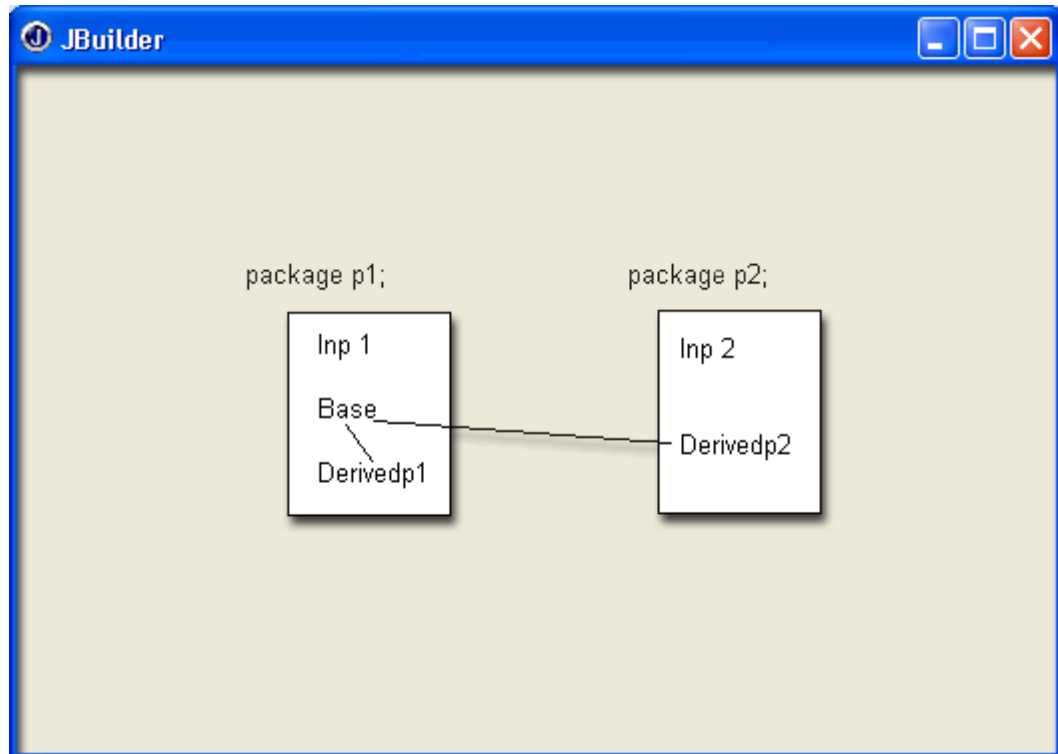 JBuilder
package p1;
Inp 1
Base
Derivedp1
package p2;
Inp 2
Derivedp2